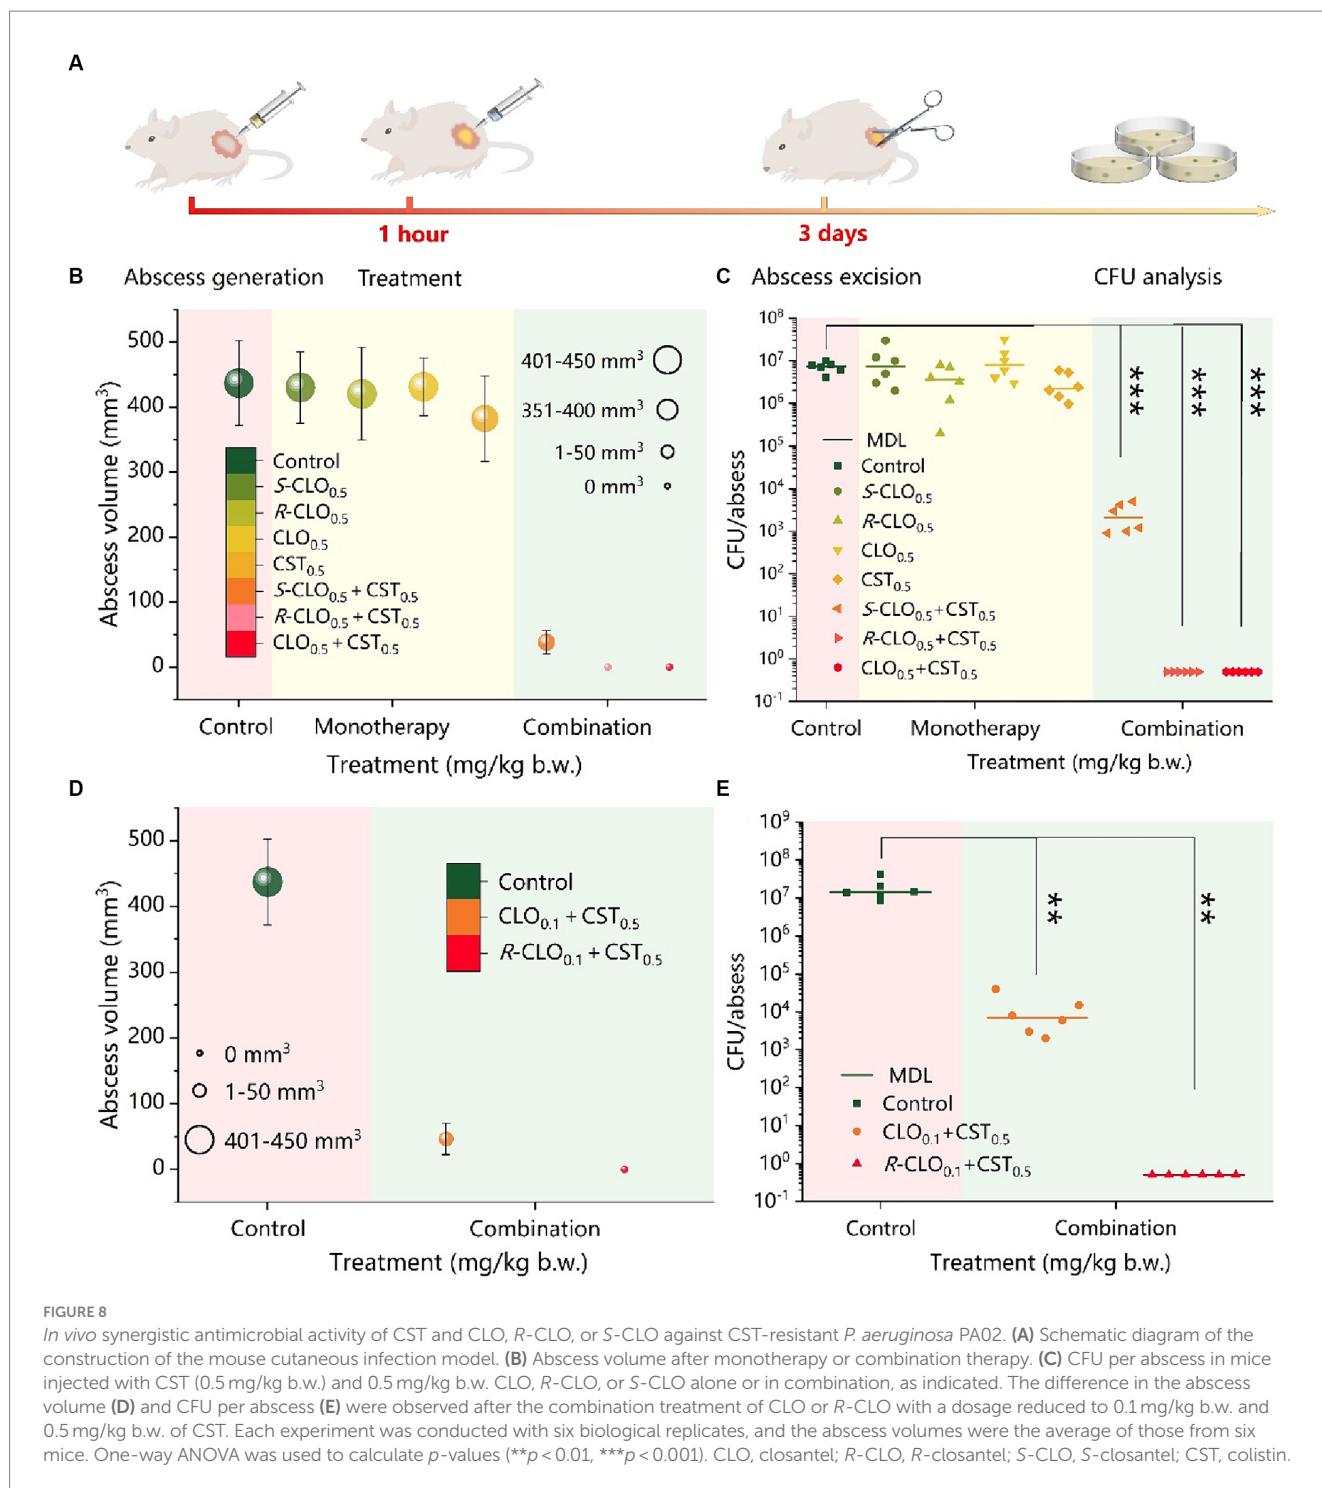 A
1 hour
3 days
Abscess generation
Treatment
Abscess excision
CFU analysis
B
Abscess volume (mm³)
500
400
300
200
100
0
401-450 mm³
351-400 mm³
1-50 mm³
0 mm³
Control
S-CLO₀.₅
R-CLO₀.₅
CLO₀.₅
CST₀.₅
S-CLO₀.₅ + CST₀.₅
R-CLO₀.₅ + CST₀.₅
CLO₀.₅ + CST₀.₅
Control
Monotherapy
Combination
Treatment (mg/kg b.w.)
C
CFU/absess
10⁸
10⁷
10⁶
10⁵
10⁴
10³
10²
10¹
10⁰
10⁻¹
***
***
***
MDL
Control
S-CLO₀.₅
R-CLO₀.₅
CLO₀.₅
CST₀.₅
S-CLO₀.₅+CST₀.₅
R-CLO₀.₅+CST₀.₅
CLO₀.₅+CST₀.₅
Control
Monotherapy
Combination
Treatment (mg/kg b.w.)
D
Abscess volume (mm³)
500
400
300
200
100
0
Control
CLO₀.₁ + CST₀.₅
R-CLO₀.₁ + CST₀.₅
0 mm³
1-50 mm³
401-450 mm³
Control
Combination
Treatment (mg/kg b.w.)
E
CFU/absess
10⁹
10⁸
10⁷
10⁶
10⁵
10⁴
10³
10²
10¹
10⁰
10⁻¹
**
**
MDL
Control
CLO₀.₁+CST₀.₅
R-CLO₀.₁+CST₀.₅
Control
Combination
Treatment (mg/kg b.w.)
FIGURE 8
In vivo synergistic antimicrobial activity of CST and CLO, R-CLO, or S-CLO against CST-resistant P. aeruginosa PA02. (A) Schematic diagram of the
construction of the mouse cutaneous infection model. (B) Abscess volume after monotherapy or combination therapy. (C) CFU per abscess in mice
injected with CST (0.5 mg/kg b.w.) and 0.5 mg/kg b.w. CLO, R-CLO, or S-CLO alone or in combination, as indicated. The difference in the abscess
volume (D) and CFU per abscess (E) were observed after the combination treatment of CLO or R-CLO with a dosage reduced to 0.1 mg/kg b.w. and
0.5 mg/kg b.w. of CST. Each experiment was conducted with six biological replicates, and the abscess volumes were the average of those from six
mice. One-way ANOVA was used to calculate p-values (**p < 0.01, ***p < 0.001). CLO, closantel; R-CLO, R-closantel; S-CLO, S-closantel; CST, colistin.